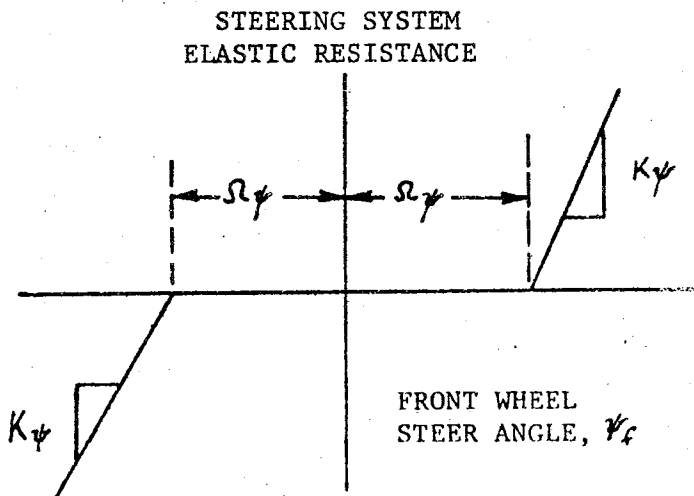 STEERING SYSTEM
ELASTIC RESISTANCE
Ωψ
Ωψ
Kψ
Kψ
FRONT WHEEL
STEER ANGLE, ψf